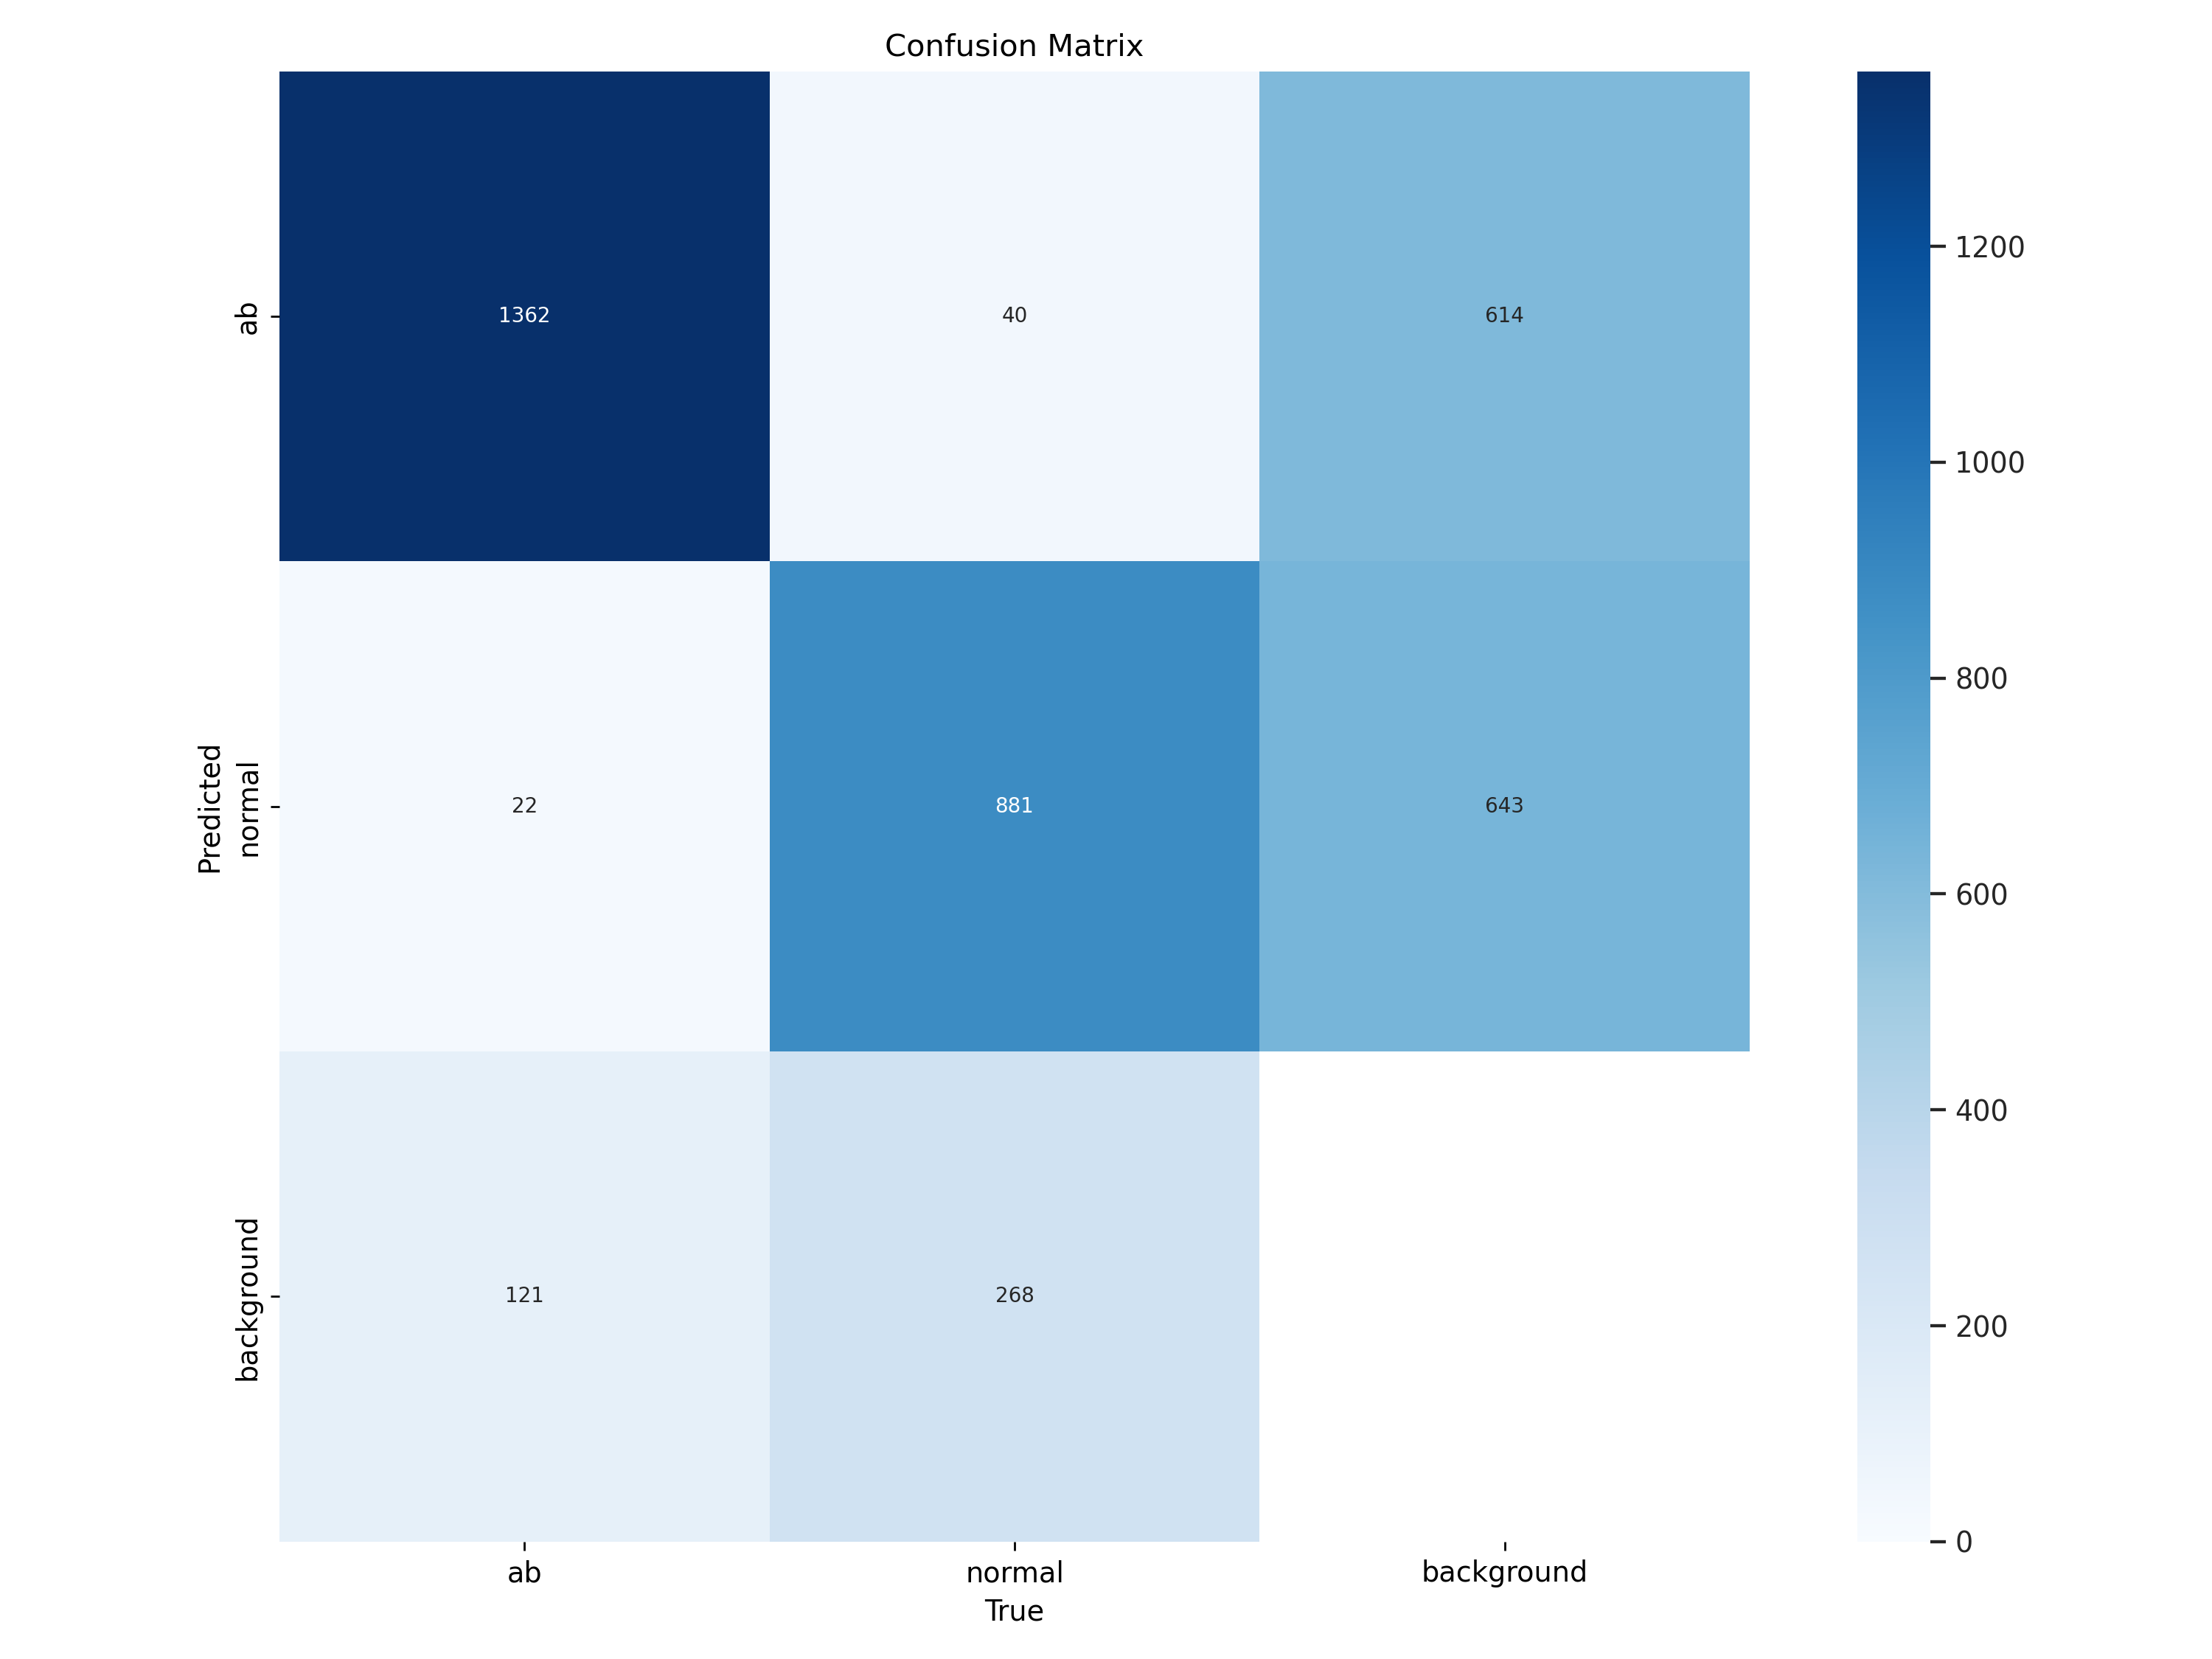 Confusion Matrix
ab
1362
40
614
1200
1000
Predicted
normal
22
881
643
800
600
400
background
121
268
200
0
ab
normal
background
True